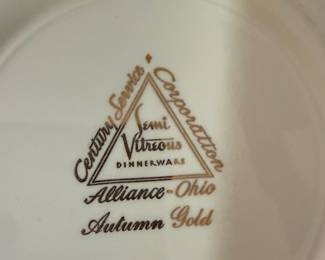 Century Service Corporation
Semi
Vitreous
DINNERWARE
Alliance-Ohio
Autumn Gold